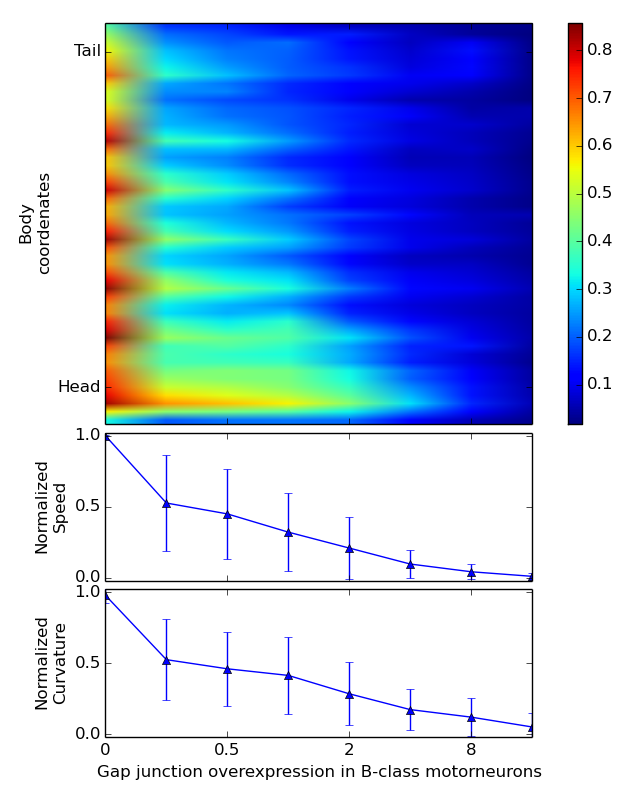 Tail
Body
coordenates
Head
0.8
0.7
0.6
0.5
0.4
0.3
0.2
0.1
1.0
0.5
0.0
Normalized
Speed
1.0
0.5
0.0
Normalized
Curvature
0 0.5 2 8
Gap junction overexpression in B-class motorneurons